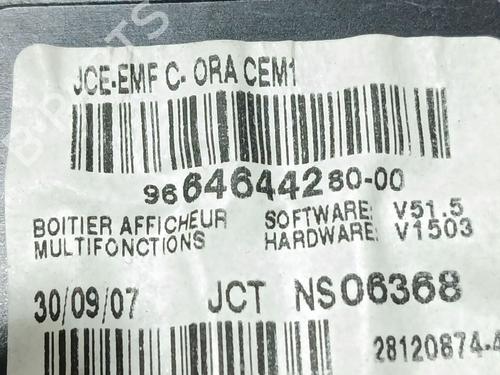 JCE-EMF C- ORA CEM1
9664644280-00
BOITIER AFFICHEUR SOFTWARE: V51.5
MULTIFONCTIONS HARDWARE: V1503
30/09/07 JCT NS06368
28120874-4
B-PARTS